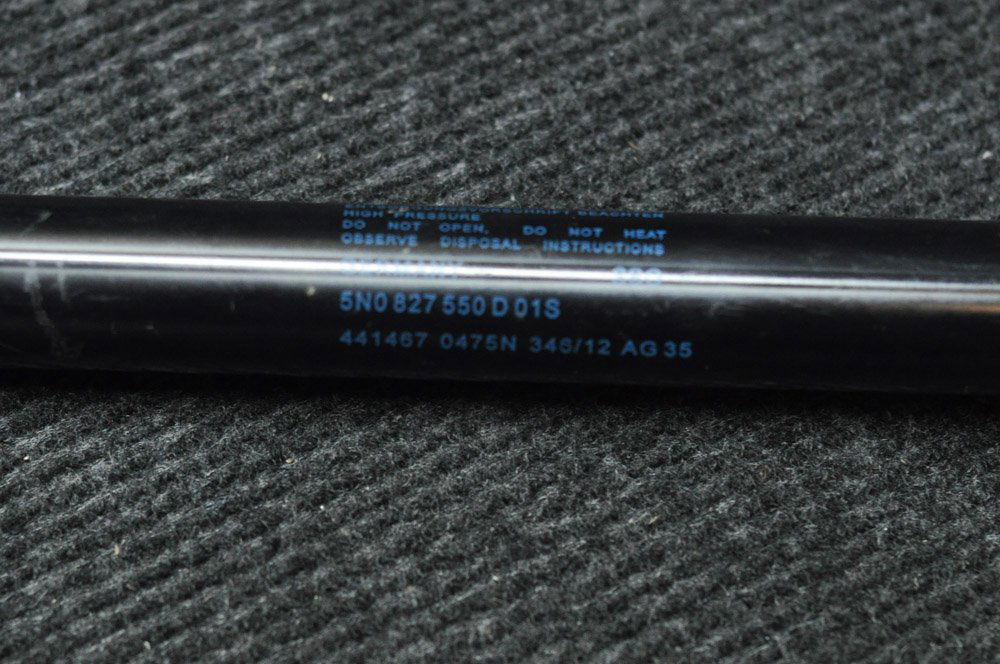 HIGH PRESSURE
DO NOT OPEN, DO NOT HEAT
OBSERVE DISPOSAL INSTRUCTIONS
5N0 827 550 D 01S
441467 0475N 346/12 AG 35